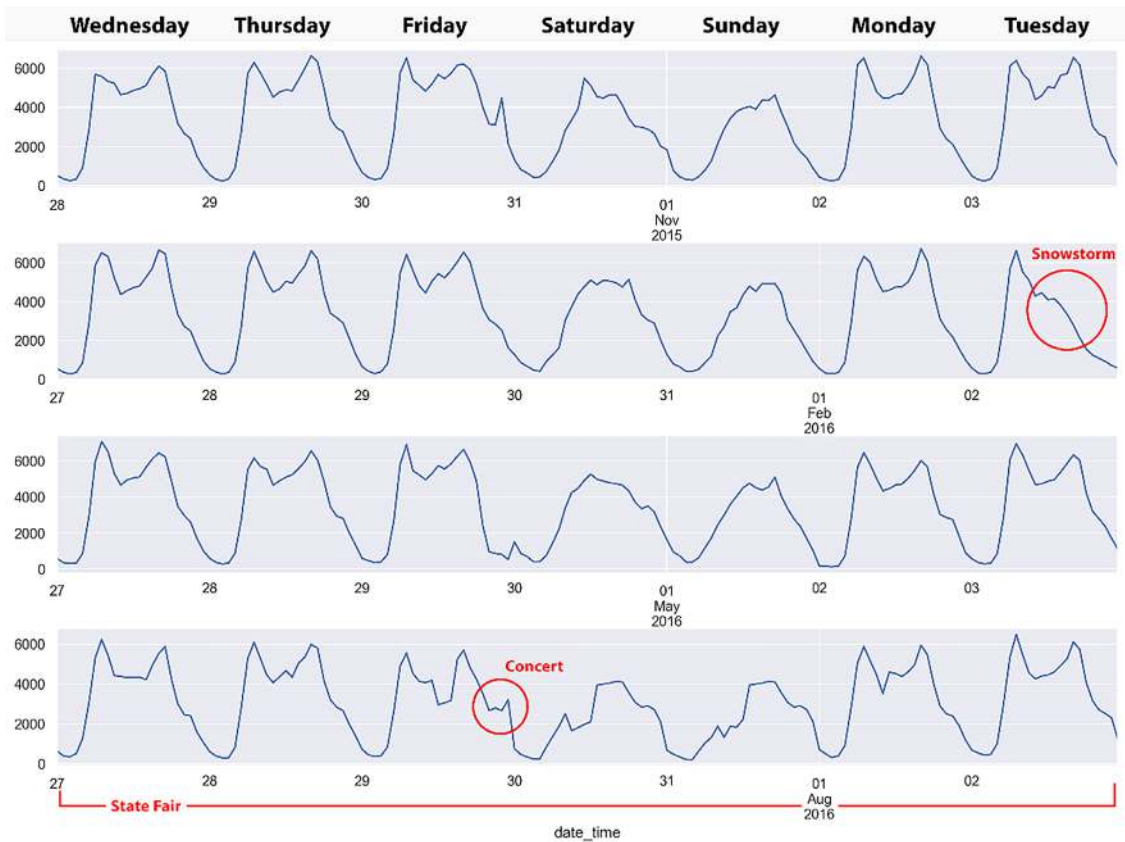 Wednesday Thursday Friday Saturday Sunday Monday Tuesday
6000
4000
2000
0
28 29 30 31 01 02 03
Nov
2015
Snowstorm
6000
4000
2000
0
27 28 29 30 31 01 02
Feb
2016
6000
4000
2000
0
27 28 29 30 01 02 03
May
2016
Concert
6000
4000
2000
0
27 28 29 30 31 01 02
State Fair
Aug
2016
date_time